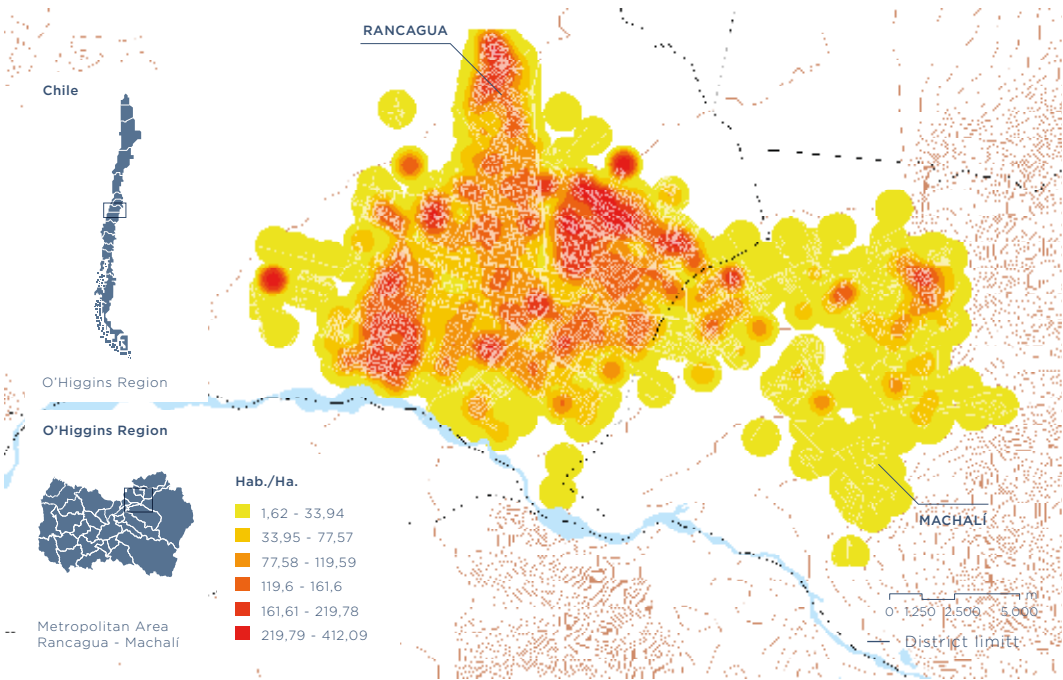 RANCAGUA
Chile
O'Higgins Region
O'Higgins Region
Hab./Ha.
1,62 - 33,94
33,95 - 77,57
77,58 - 119,59
119,6 - 161,6
161,61 - 219,78
219,79 - 412,09
Metropolitan Area
Rancagua - Machalí
MACHALÍ
0 1,250 2,500 5,000
District limitt